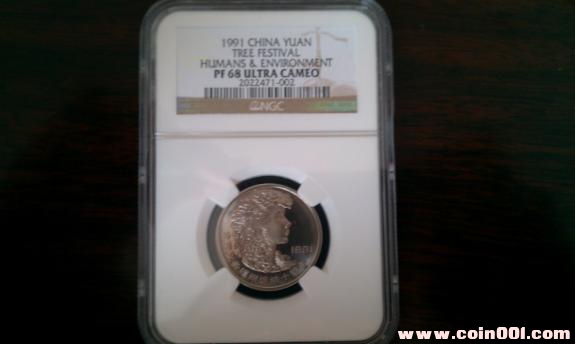 1991 CHINA YUAN
TREE FESTIVAL
HUMANS & ENVIRONMENT
PF 68 ULTRA CAMEO
2022471-002
NGC
1991
www.coin001.com